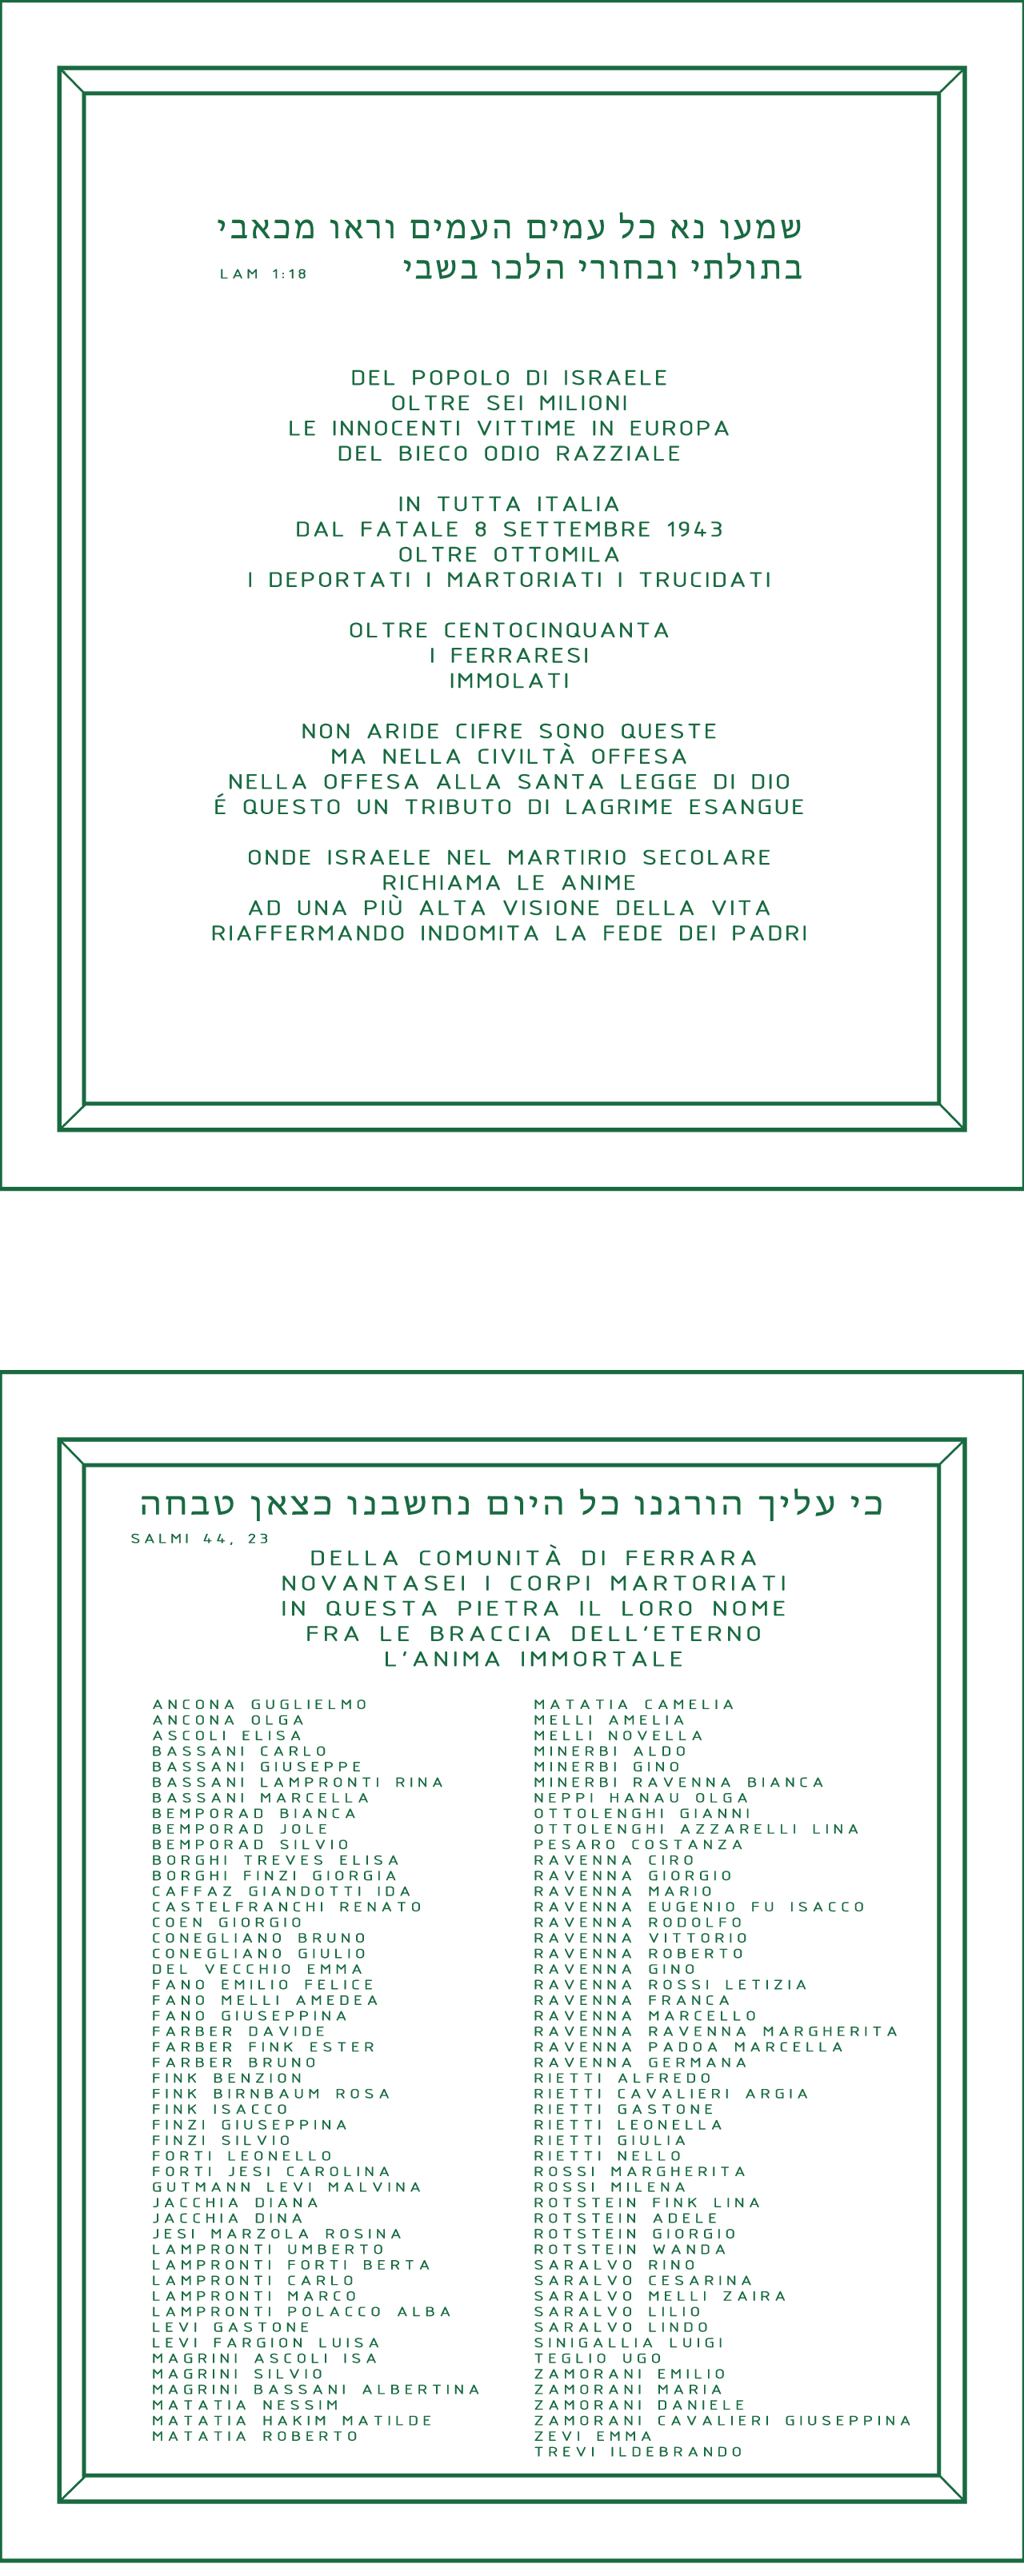 שמעו נא כל עמים העמים וראו מכאבי
בתולתי ובחורי הלכו בשבי
LAM 1:18
DEL POPOLO DI ISRAELE
OLTRE SEI MILIONI
LE INNOCENTI VITTIME IN EUROPA
DEL BIECO ODIO RAZZIALE
IN TUTTA ITALIA
DAL FATALE 8 SETTEMBRE 1943
OLTRE OTTOMILA
I DEPORTATI I MARTORIATI I TRUCIDATI
OLTRE CENTOCINQUANTA
I FERRARESI
IMMOLATI
NON ARIDE CIFRE SONO QUESTE
MA NELLA CIVILTÀ OFFESA
NELLA OFFESA ALLA SANTA LEGGE DI DIO
É QUESTO UN TRIBUTO DI LAGRIME ESANGUE
ONDE ISRAELE NEL MARTIRIO SECOLARE
RICHIAMA LE ANIME
AD UNA PIÙ ALTA VISIONE DELLA VITA
RIAFFERMANDO INDOMITA LA FEDE DEI PADRI
כי עליך הורגנו כל היום נחשבנו כצאן טבחה
SALMI 44, 23
DELLA COMUNITÀ DI FERRARA
NOVANTASEI I CORPI MARTORIATI
IN QUESTA PIETRA IL LORO NOME
FRA LE BRACCIA DELL'ETERNO
L'ANIMA IMMORTALE
ANCONA GUGLIELMO
ANCONA OLGA
ASCOLI ELISA
BASSANI CARLO
BASSANI GIUSEPPE
BASSANI LAMPRONTI RINA
BASSANI MARCELLA
BEMPORAD BIANCA
BEMPORAD JOLE
BEMPORAD SILVIO
BORGHI TREVES ELISA
BORGHI FINZI GIORGIA
CAFFAZ GIANDOTTI IDA
CASTELFRANCHI RENATO
COEN GIORGIO
CONEGLIANO BRUNO
CONEGLIANO GIULIO
DEL VECCHIO EMMA
FANO EMILIO FELICE
FANO MELLI AMEDEA
FANO GIUSEPPINA
FARBER DAVIDE
FARBER FINK ESTER
FARBER BRUNO
FINK BENZION
FINK BIRNBAUM ROSA
FINK ISACCO
FINZI GIUSEPPINA
FINZI SILVIO
FORTI LEONELLO
FORTI JESI CAROLINA
GUTMANN LEVI MALVINA
JACCHIA DIANA
JACCHIA DINA
JESI MARZOLA ROSINA
LAMPRONTI UMBERTO
LAMPRONTI FORTI BERTA
LAMPRONTI CARLO
LAMPRONTI MARCO
LAMPRONTI POLACCO ALBA
LEVI GASTONE
LEVI FARGION LUISA
MAGRINI ASCOLI ISA
MAGRINI SILVIO
MAGRINI BASSANI ALBERTINA
MATATIA NESSIM
MATATIA HAKIM MATILDE
MATATIA ROBERTO
MATATIA CAMELIA
MELLI AMELIA
MELLI NOVELLA
MINERBI ALDO
MINERBI GINO
MINERBI RAVENNA BIANCA
NEPPI HANAU OLGA
OTTOLENGHI GIANNI
OTTOLENGHI AZZARELLI LINA
PESARO COSTANZA
RAVENNA CIRO
RAVENNA GIORGIO
RAVENNA MARIO
RAVENNA EUGENIO FU ISACCO
RAVENNA RODOLFO
RAVENNA VITTORIO
RAVENNA ROBERTO
RAVENNA GINO
RAVENNA ROSSI LETIZIA
RAVENNA FRANCA
RAVENNA MARCELLO
RAVENNA RAVENNA MARGHERITA
RAVENNA PADOA MARCELLA
RAVENNA GERMANA
RIETTI ALFREDO
RIETTI CAVALIERI ARGIA
RIETTI GASTONE
RIETTI LEONELLA
RIETTI GIULIA
RIETTI NELLO
ROSSI MARGHERITA
ROSSI MILENA
ROTSTEIN FINK LINA
ROTSTEIN ADELE
ROTSTEIN GIORGIO
ROTSTEIN WANDA
SARALVO RINO
SARALVO CESARINA
SARALVO MELLI ZAIRA
SARALVO LILIO
SARALVO LINDO
SINIGALLIA LUIGI
TEGLIO UGO
ZAMORANI EMILIO
ZAMORANI MARIA
ZAMORANI DANIELE
ZAMORANI CAVALIERI GIUSEPPINA
ZEVI EMMA
TREVI ILDEBRANDO